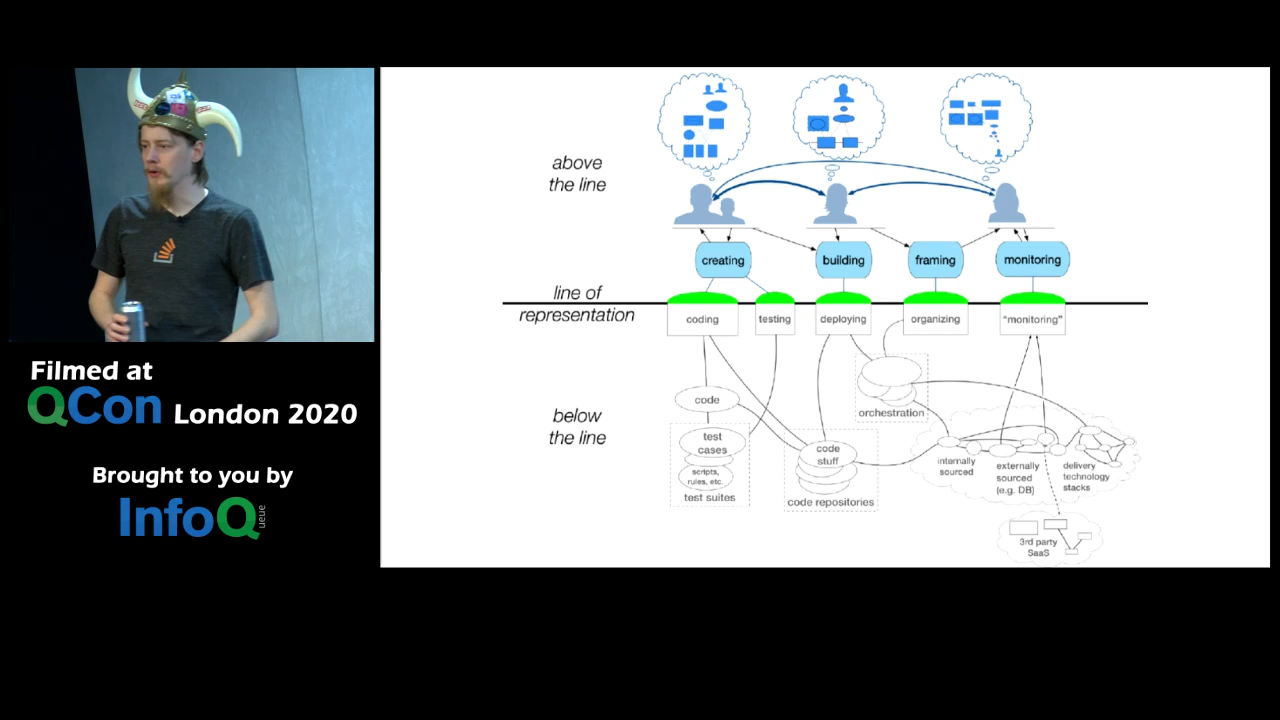 Filmed at
QCon London 2020
Brought to you by
InfoQ
ueue
above
the line
creating
building
framing
monitoring
line of
representation
coding
testing
deploying
organizing
"monitoring"
below
the line
code
test
cases
scripts,
rules, etc.
test suites
code
stuff
code repositories
orchestration
internally
sourced
externally
sourced
(e.g. DB)
delivery
technology
stacks
3rd party
SaaS